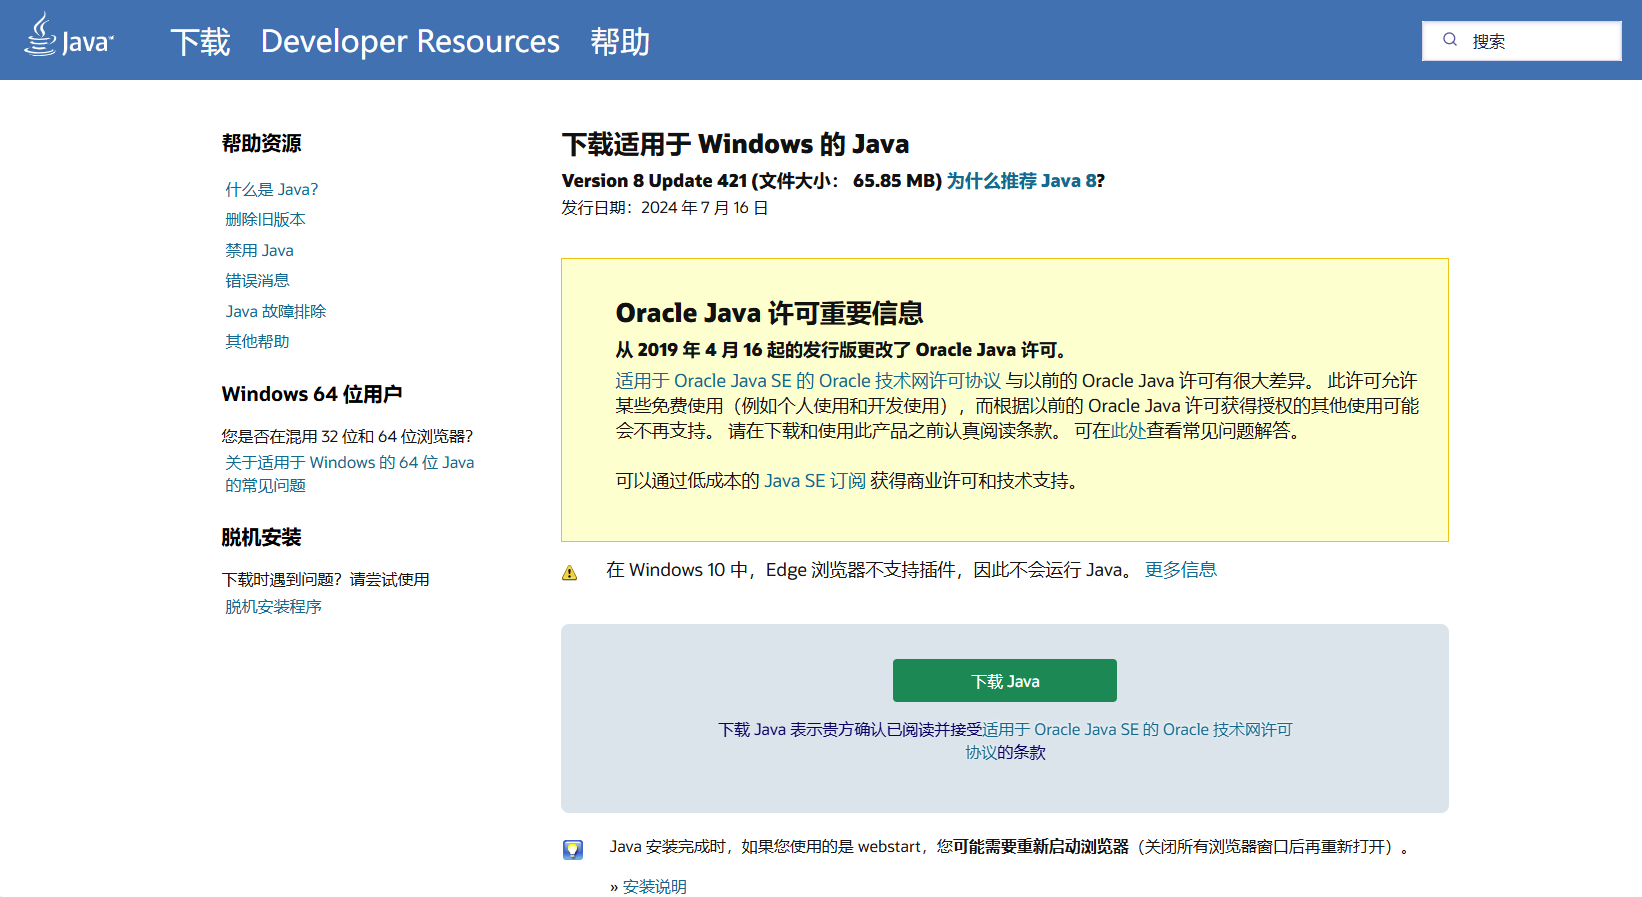 Java
下载 Developer Resources 帮助
搜索
帮助资源
什么是 Java?
删除旧版本
禁用 Java
错误消息
Java 故障排除
其他帮助
Windows 64 位用户
您是否在混用 32 位和 64 位浏览器?
关于适用于 Windows 的 64 位 Java
的常见问题
脱机安装
下载时遇到问题？请尝试使用
脱机安装程序
下载适用于 Windows 的 Java
Version 8 Update 421 (文件大小： 65.85 MB) 为什么推荐 Java 8?
发行日期：2024 年 7 月 16 日
Oracle Java 许可重要信息
从 2019 年 4 月 16 起的发行版更改了 Oracle Java 许可。
适用于 Oracle Java SE 的 Oracle 技术网许可协议 与以前的 Oracle Java 许可有很大差异。 此许可允许
某些免费使用（例如个人使用和开发使用），而根据以前的 Oracle Java 许可获得授权的其他使用可能
会不再支持。 请在下载和使用此产品之前认真阅读条款。 可在此处查看常见问题解答。
可以通过低成本的 Java SE 订阅 获得商业许可和技术支持。
在 Windows 10 中，Edge 浏览器不支持插件，因此不会运行 Java。 更多信息
下载 Java
下载 Java 表示贵方确认已阅读并接受适用于 Oracle Java SE 的 Oracle 技术网许可
协议的条款
Java 安装完成时，如果您使用的是 webstart，您可能需要重新启动浏览器（关闭所有浏览器窗口后再重新打开）。
» 安装说明